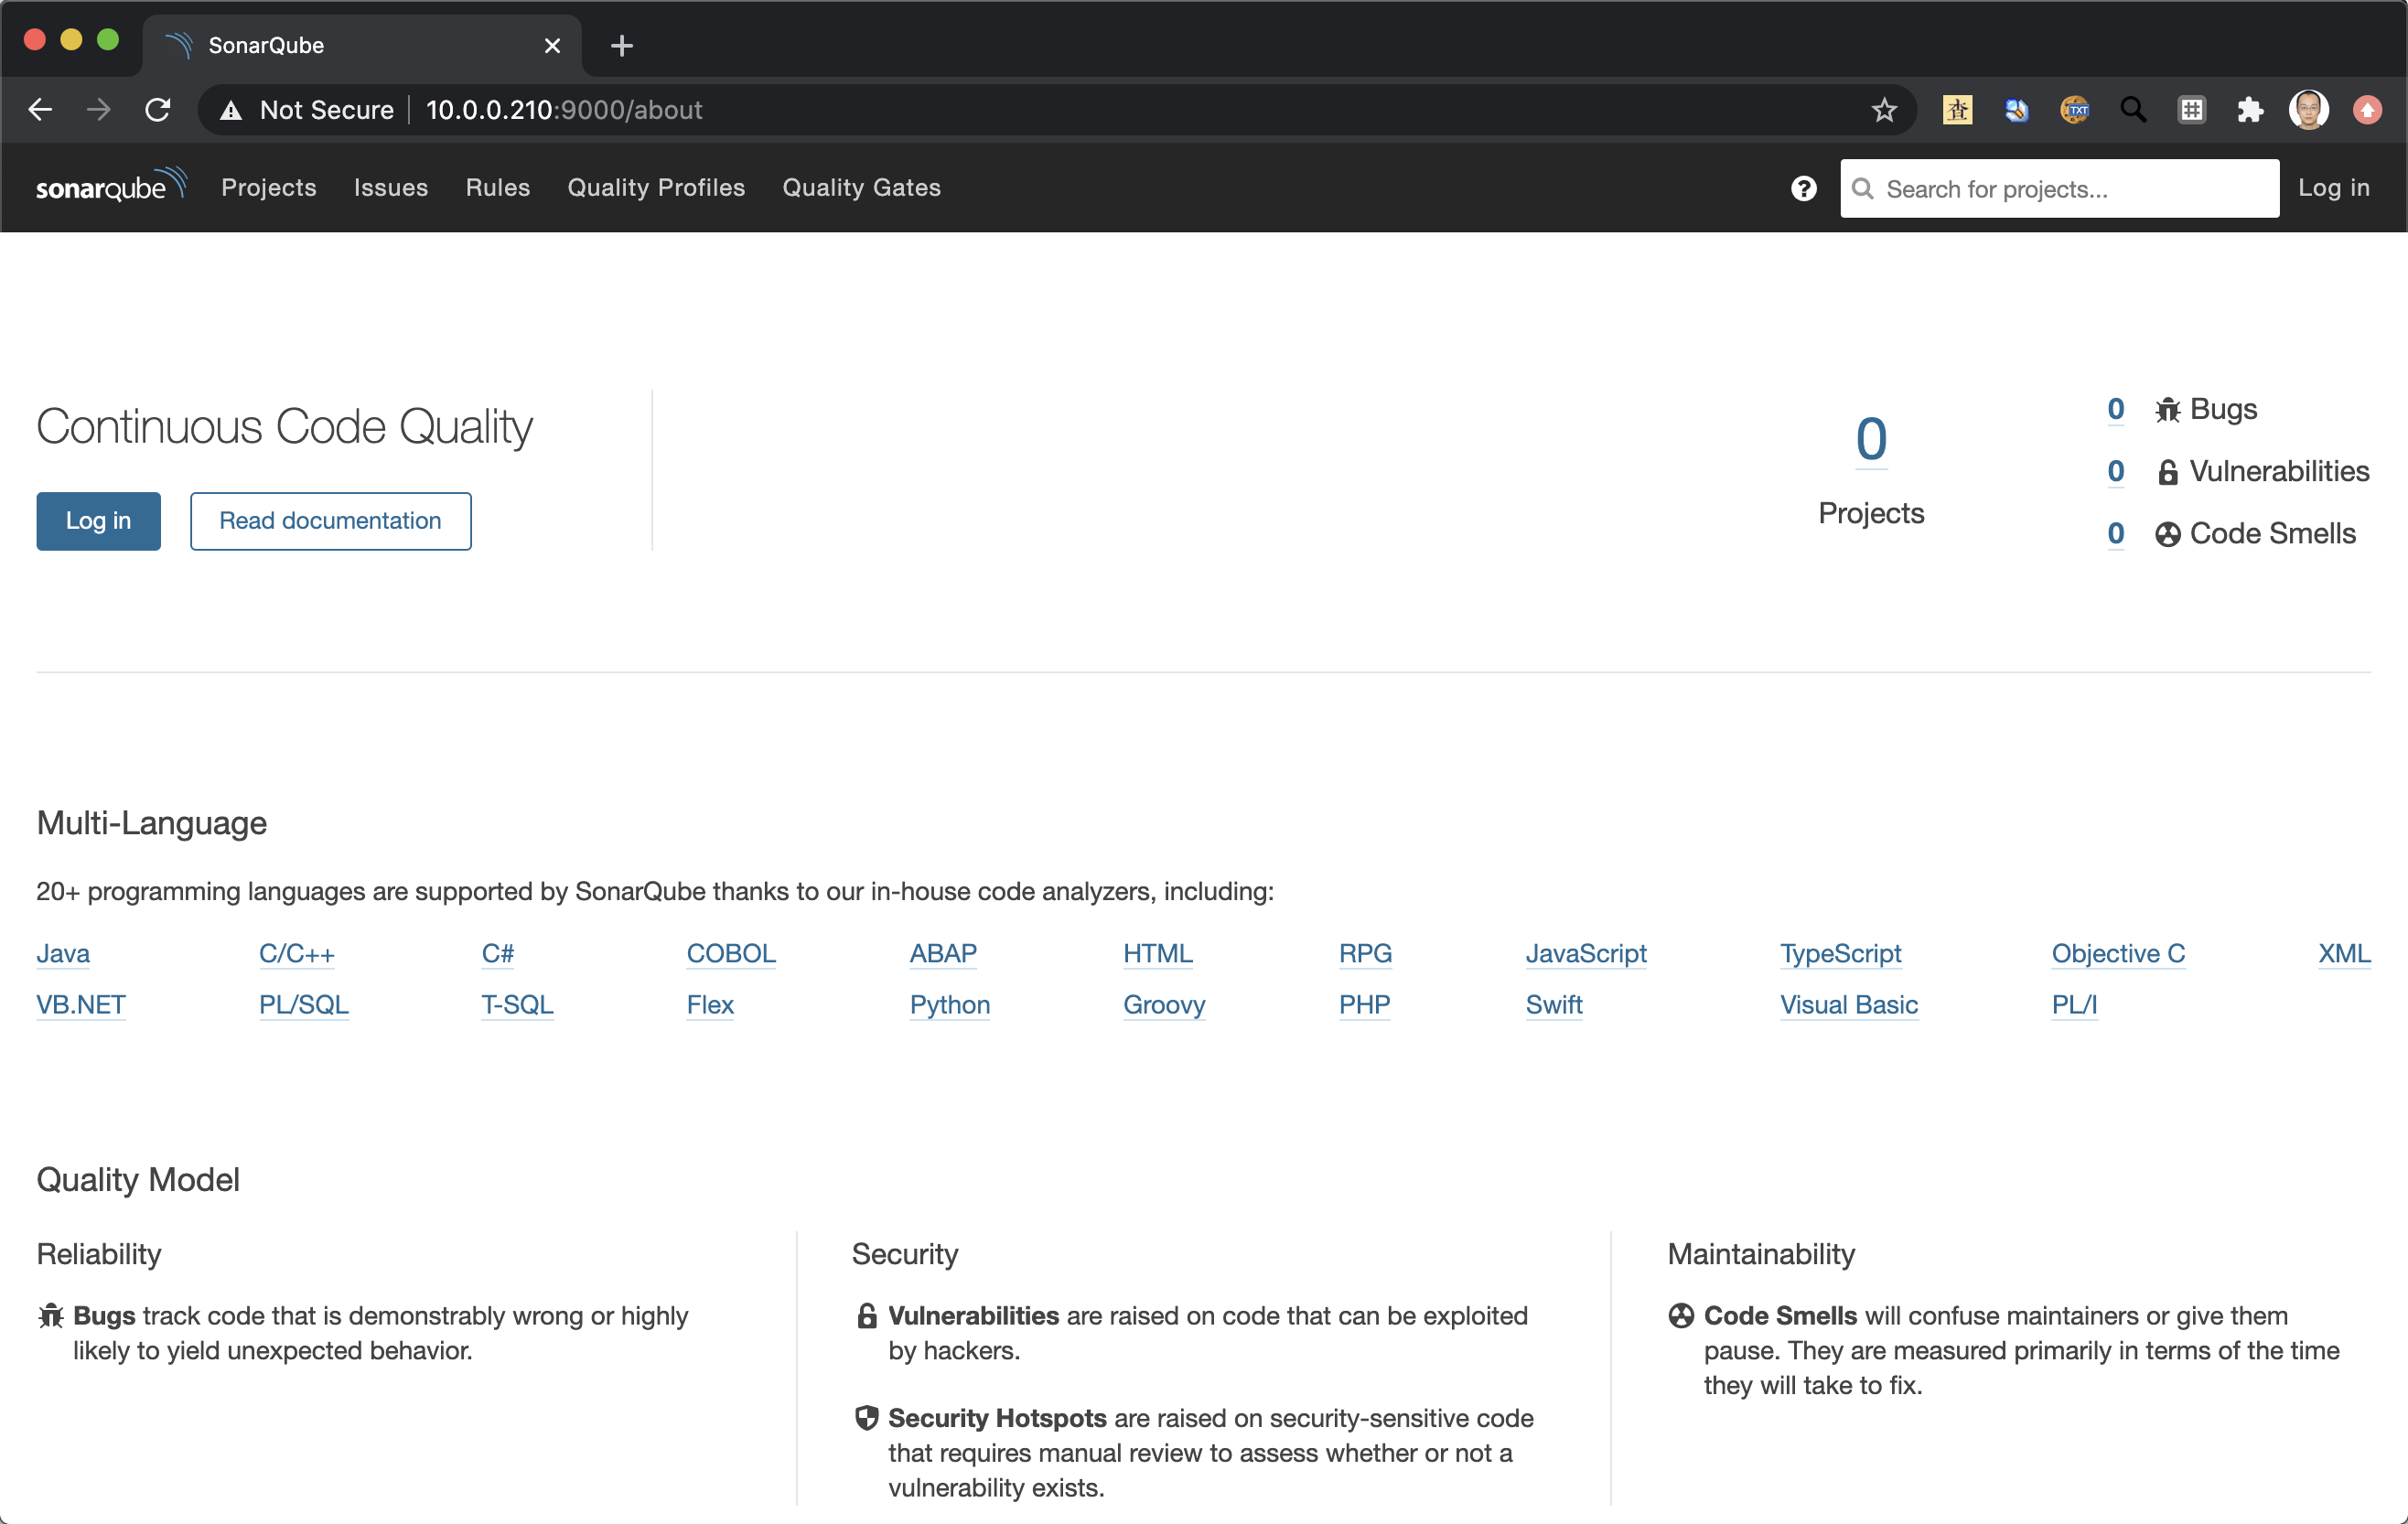 SonarQube
Not Secure 10.0.0.210:9000/about
查 TXT
sonarqube Projects Issues Rules Quality Profiles Quality Gates ? Search for projects... Log in
Continuous Code Quality
Log in Read documentation
0
Projects
0 Bugs
0 Vulnerabilities
0 Code Smells
Multi-Language
20+ programming languages are supported by SonarQube thanks to our in-house code analyzers, including:
Java C/C++ C# COBOL ABAP HTML RPG JavaScript TypeScript Objective C XML
VB.NET PL/SQL T-SQL Flex Python Groovy PHP Swift Visual Basic PL/I
Quality Model
Reliability
Bugs track code that is demonstrably wrong or highly
likely to yield unexpected behavior.
Security
Vulnerabilities are raised on code that can be exploited
by hackers.
Security Hotspots are raised on security-sensitive code
that requires manual review to assess whether or not a
vulnerability exists.
Maintainability
Code Smells will confuse maintainers or give them
pause. They are measured primarily in terms of the time
they will take to fix.